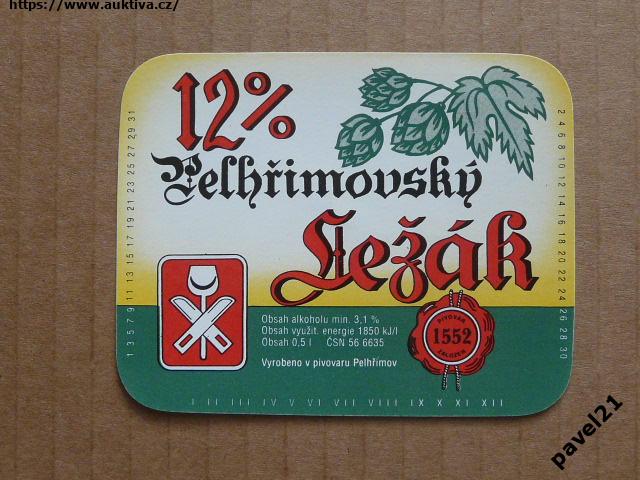 https://www.auktiva.cz/
12%
Pelhřimovský
Ležák
1 3 5 7 9 11 13 15 17 19 21 23 25 27 29 31
2 4 6 8 10 12 14 16 18 20 22 24 26 28 30
Obsah alkoholu min. 3,1 %
Obsah využit. energie 1850 kJ/l
Obsah 0,5 l ČSN 56 6635
Vyrobeno v pivovaru Pelhřimov
PIVOVAR
1552
ZALOŽEN
I II III IV V VI VII VIII IX X XI XII
pavel21